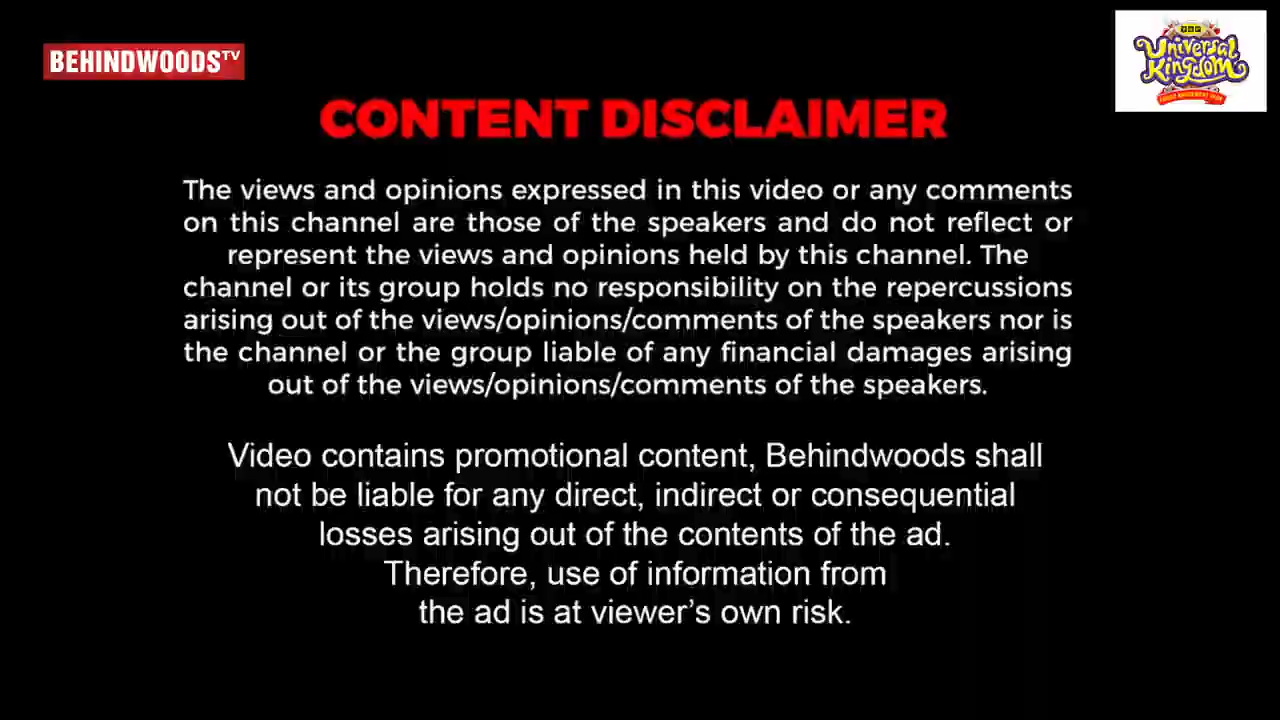 BEHINDWOODS TV
VGP
Universal
Kingdom
CONTENT DISCLAIMER
The views and opinions expressed in this video or any comments
on this channel are those of the speakers and do not reflect or
represent the views and opinions held by this channel. The
channel or its group holds no responsibility on the repercussions
arising out of the views/opinions/comments of the speakers nor is
the channel or the group liable of any financial damages arising
out of the views/opinions/comments of the speakers.
Video contains promotional content, Behindwoods shall
not be liable for any direct, indirect or consequential
losses arising out of the contents of the ad.
Therefore, use of information from
the ad is at viewer’s own risk.